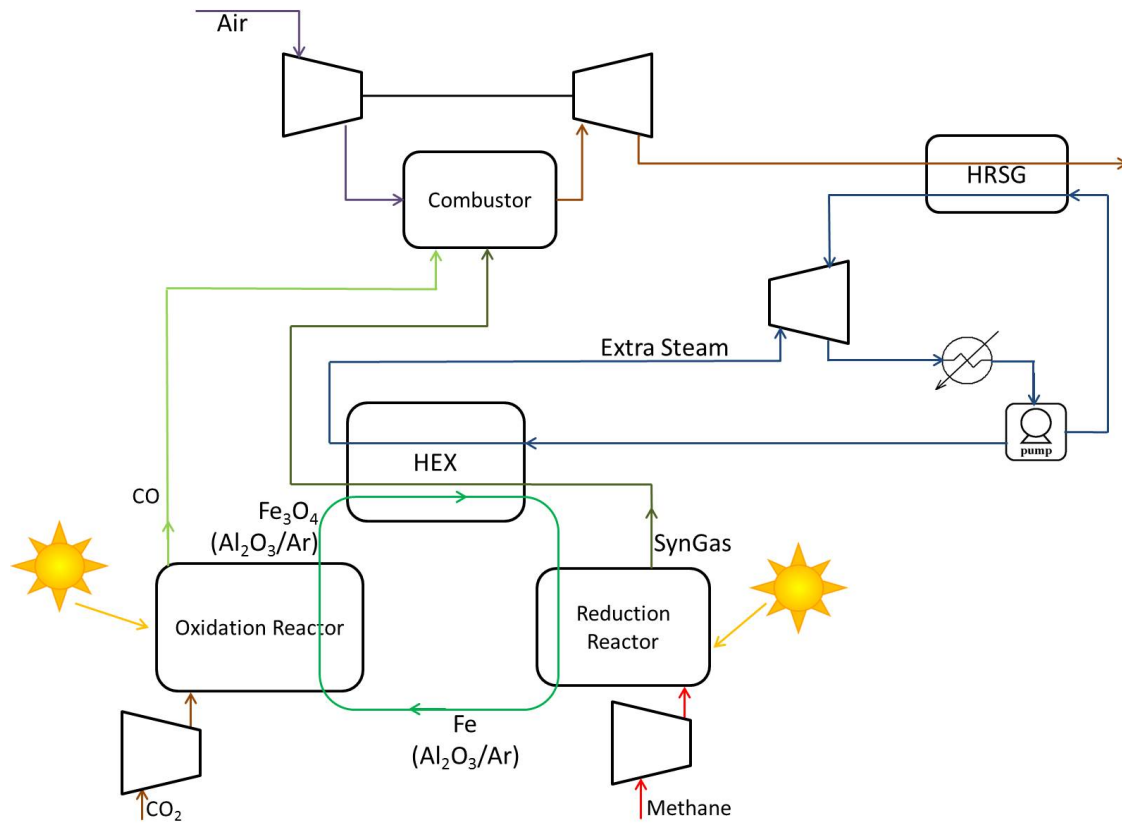 Air
Combustor
HRSG
Extra Steam
pump
HEX
CO
Fe₃O₄
(Al₂O₃/Ar)
SynGas
Oxidation Reactor
Reduction
Reactor
Fe
(Al₂O₃/Ar)
CO₂
Methane